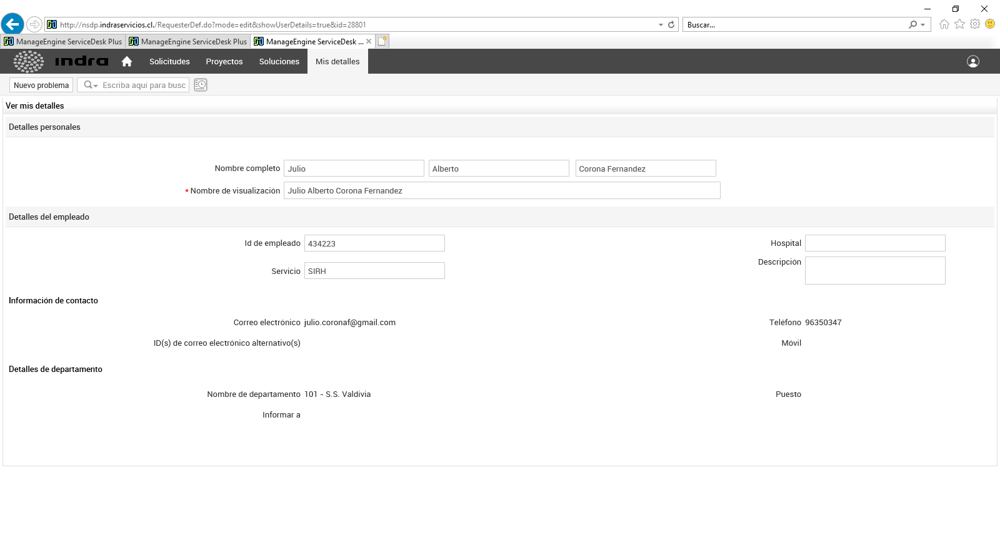 http://nsdp.indraservicios.cl./RequesterDef.do?mode=edit&showUserDetails=true&id=28801
Buscar...
ManageEngine ServiceDesk Plus
ManageEngine ServiceDesk Plus
ManageEngine ServiceDesk ...
indra
Solicitudes
Proyectos
Soluciones
Mis detalles
Nuevo problema
Escriba aquí para busc
Ver mis detalles
Detalles personales
Nombre completo Julio Alberto Corona Fernandez
* Nombre de visualización Julio Alberto Corona Fernandez
Detalles del empleado
Id de empleado 434223
Hospital
Servicio SIRH
Descripción
Información de contacto
Correo electrónico julio.coronaf@gmail.com
Teléfono 96350347
ID(s) de correo electrónico alternativo(s)
Móvil
Detalles de departamento
Nombre de departamento 101 - S.S. Valdivia
Puesto
Informar a